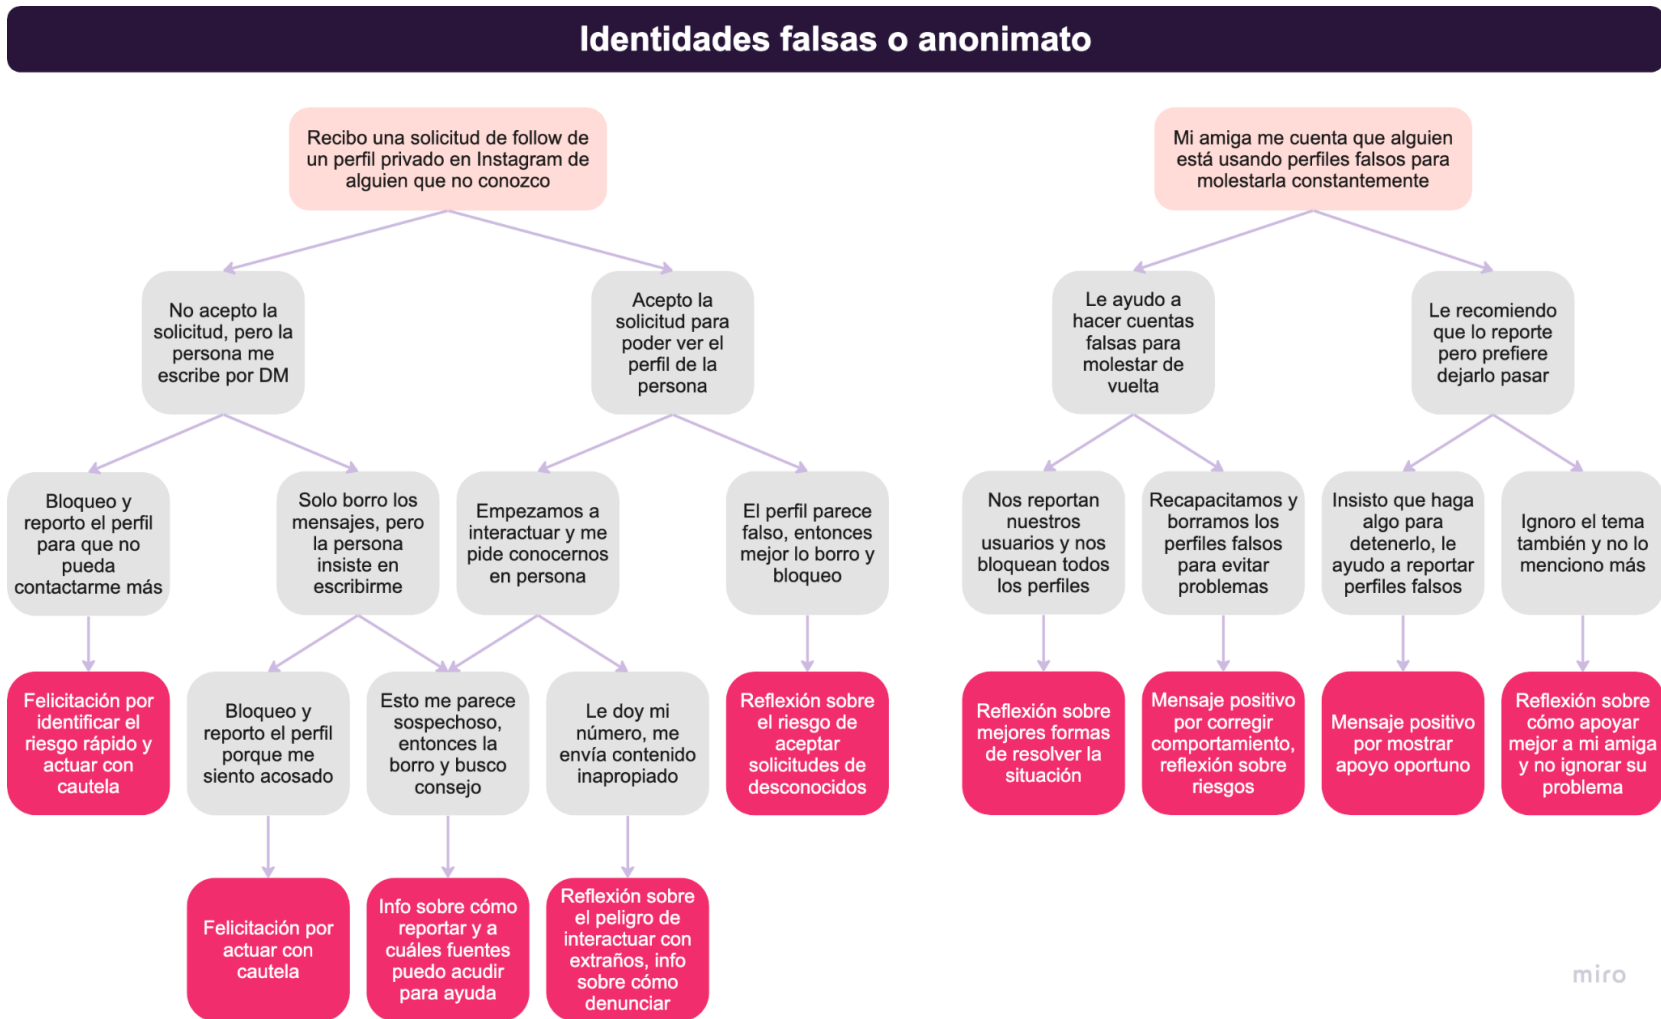 Identidades falsas o anonimato
Recibo una solicitud de follow de
un perfil privado en Instagram de
alguien que no conozco
Mi amiga me cuenta que alguien
está usando perfiles falsos para
molestarla constantemente
No acepto la
solicitud, pero la
persona me
escribe por DM
Acepto la
solicitud para
poder ver el
perfil de la
persona
Le ayudo a
hacer cuentas
falsas para
molestar de
vuelta
Le recomiendo
que lo reporte
pero prefiere
dejarlo pasar
Bloqueo y
reporto el perfil
para que no
pueda
contactarme más
Solo borro los
mensajes, pero
la persona
insiste en
escribirme
Empezamos a
interactuar y me
pide conocernos
en persona
El perfil parece
falso, entonces
mejor lo borro y
bloqueo
Nos reportan
nuestros
usuarios y nos
bloquean todos
los perfiles
Recapacitamos y
borramos los
perfiles falsos
para evitar
problemas
Insisto que haga
algo para
detenerlo, le
ayudo a reportar
perfiles falsos
Ignoro el tema
también y no lo
menciono más
Felicitación por
identificar el
riesgo rápido y
actuar con
cautela
Bloqueo y
reporto el perfil
porque me
siento acosado
Esto me parece
sospechoso,
entonces la
borro y busco
consejo
Le doy mi
número, me
envía contenido
inapropiado
Reflexión sobre
el riesgo de
aceptar
solicitudes de
desconocidos
Reflexión sobre
mejores formas
de resolver la
situación
Mensaje positivo
por corregir
comportamiento,
reflexión sobre
riesgos
Mensaje positivo
por mostrar
apoyo oportuno
Reflexión sobre
cómo apoyar
mejor a mi amiga
y no ignorar su
problema
Felicitación por
actuar con
cautela
Info sobre cómo
reportar y a
cuáles fuentes
puedo acudir
para ayuda
Reflexión sobre
el peligro de
interactuar con
extraños, info
sobre cómo
denunciar
miro